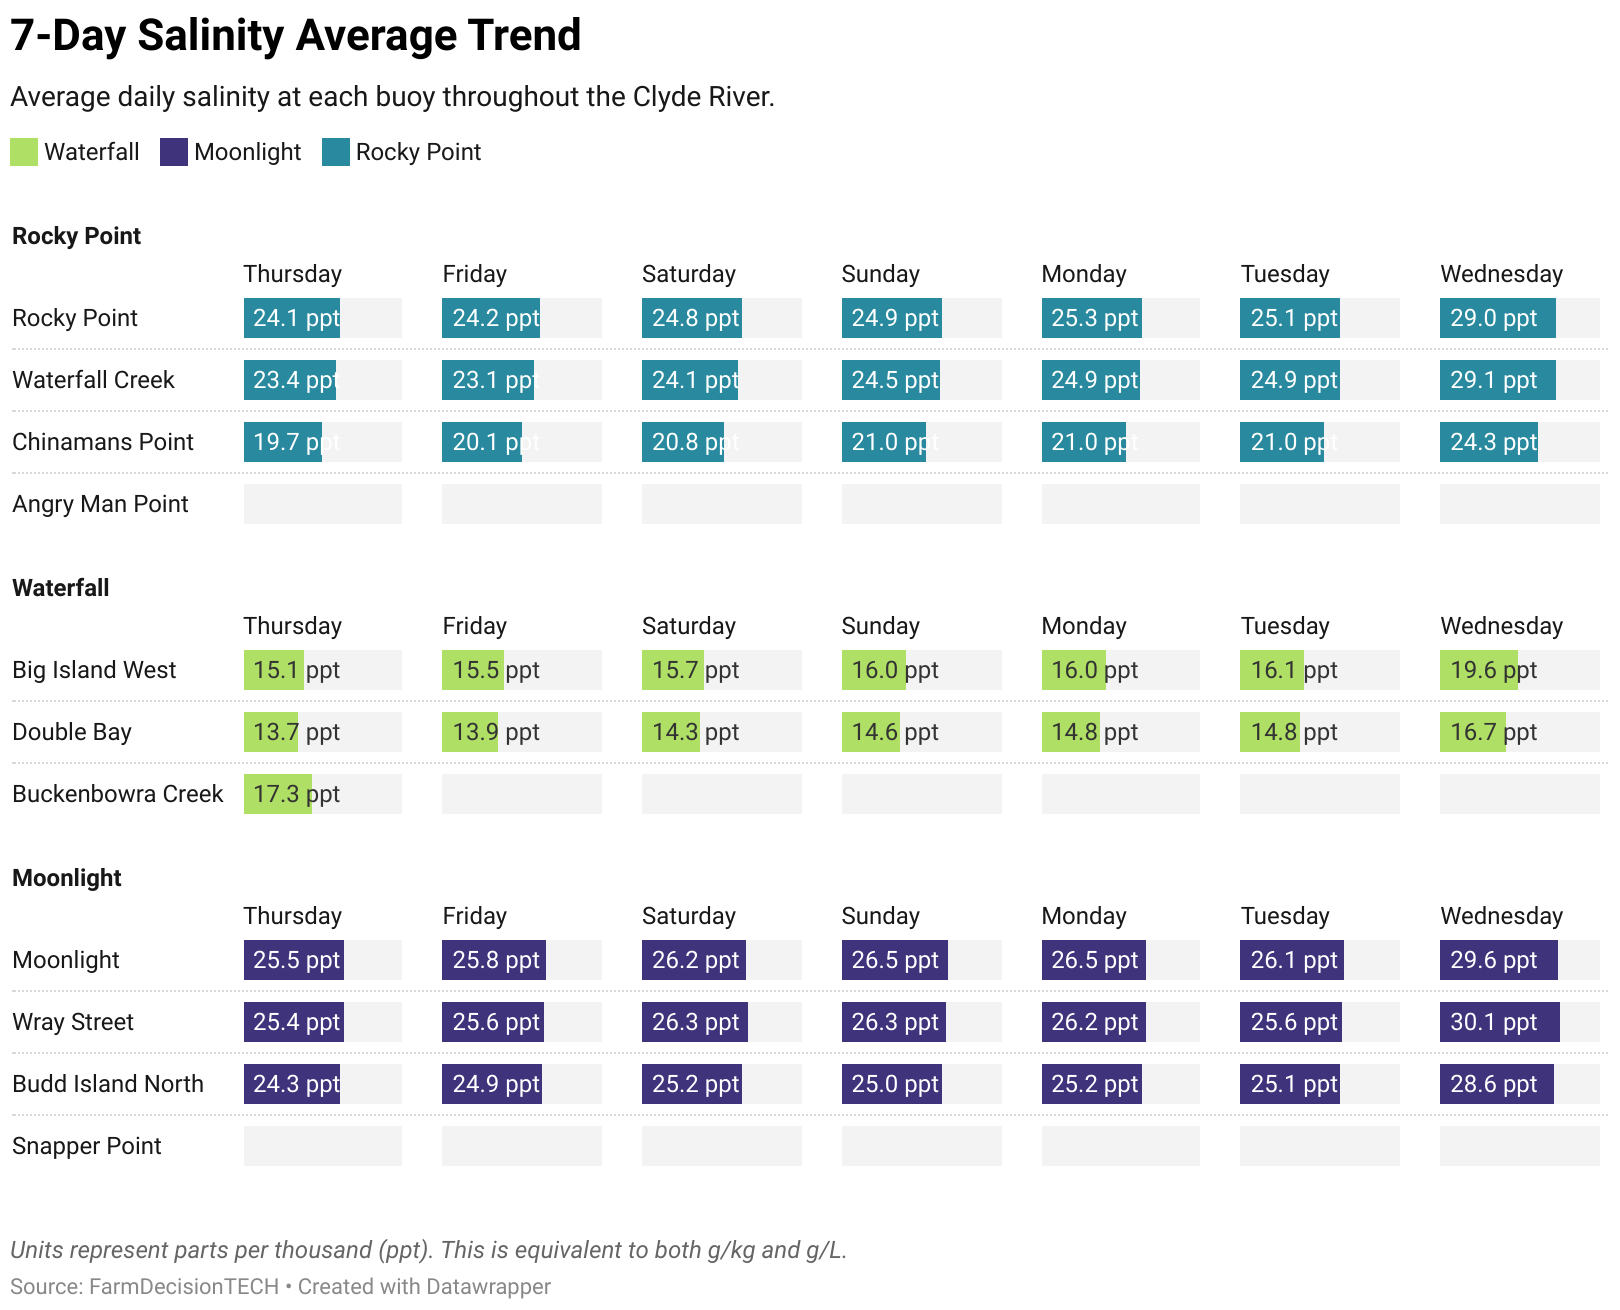 7-Day Salinity Average Trend
Average daily salinity at each buoy throughout the Clyde River.
Waterfall Moonlight Rocky Point
Rocky Point
Thursday Friday Saturday Sunday Monday Tuesday Wednesday
Rocky Point 24.1 ppt 24.2 ppt 24.8 ppt 24.9 ppt 25.3 ppt 25.1 ppt 29.0 ppt
Waterfall Creek 23.4 ppt 23.1 ppt 24.1 ppt 24.5 ppt 24.9 ppt 24.9 ppt 29.1 ppt
Chinamans Point 19.7 ppt 20.1 ppt 20.8 ppt 21.0 ppt 21.0 ppt 21.0 ppt 24.3 ppt
Angry Man Point
Waterfall
Thursday Friday Saturday Sunday Monday Tuesday Wednesday
Big Island West 15.1 ppt 15.5 ppt 15.7 ppt 16.0 ppt 16.0 ppt 16.1 ppt 19.6 ppt
Double Bay 13.7 ppt 13.9 ppt 14.3 ppt 14.6 ppt 14.8 ppt 14.8 ppt 16.7 ppt
Buckenbowra Creek 17.3 ppt
Moonlight
Thursday Friday Saturday Sunday Monday Tuesday Wednesday
Moonlight 25.5 ppt 25.8 ppt 26.2 ppt 26.5 ppt 26.5 ppt 26.1 ppt 29.6 ppt
Wray Street 25.4 ppt 25.6 ppt 26.3 ppt 26.3 ppt 26.2 ppt 25.6 ppt 30.1 ppt
Budd Island North 24.3 ppt 24.9 ppt 25.2 ppt 25.0 ppt 25.2 ppt 25.1 ppt 28.6 ppt
Snapper Point
Units represent parts per thousand (ppt). This is equivalent to both g/kg and g/L.
Source: FarmDecisionTECH • Created with Datawrapper